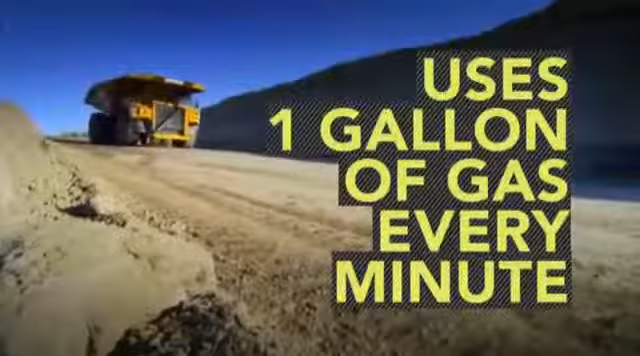 USES
1 GALLON
OF GAS
EVERY
MINUTE